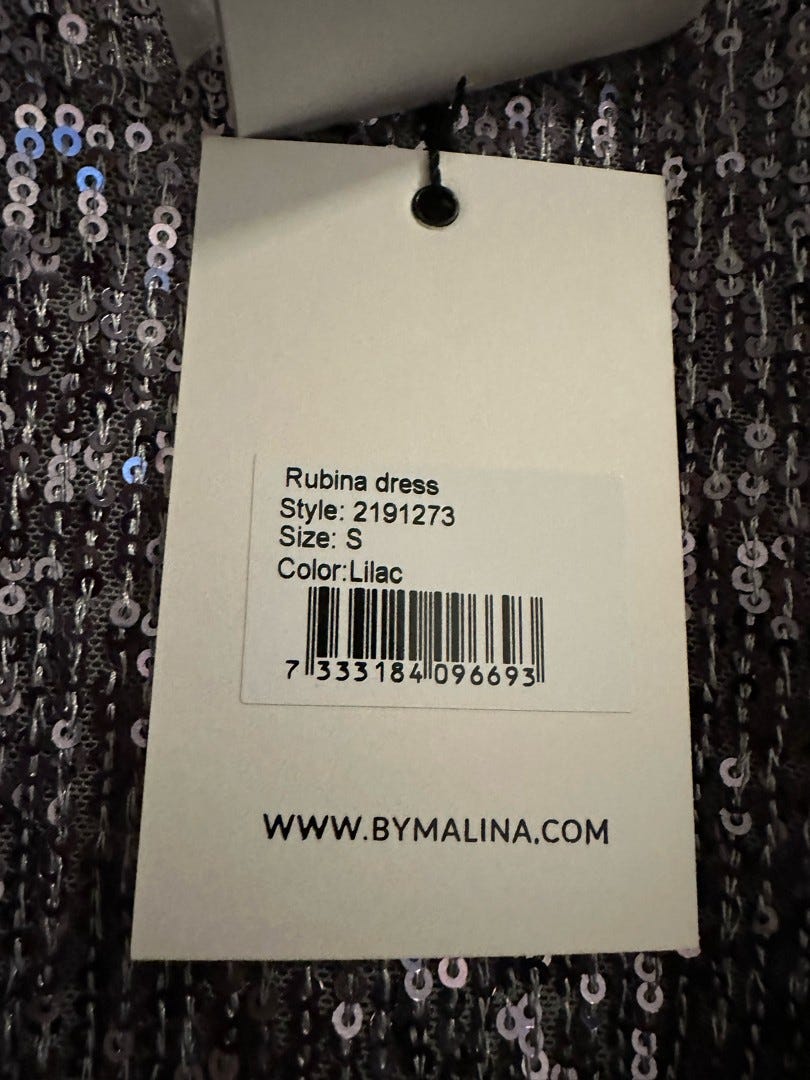 Rubina dress
Style: 2191273
Size: S
Color:Lilac
7 333184 096693
WWW.BYMALINA.COM